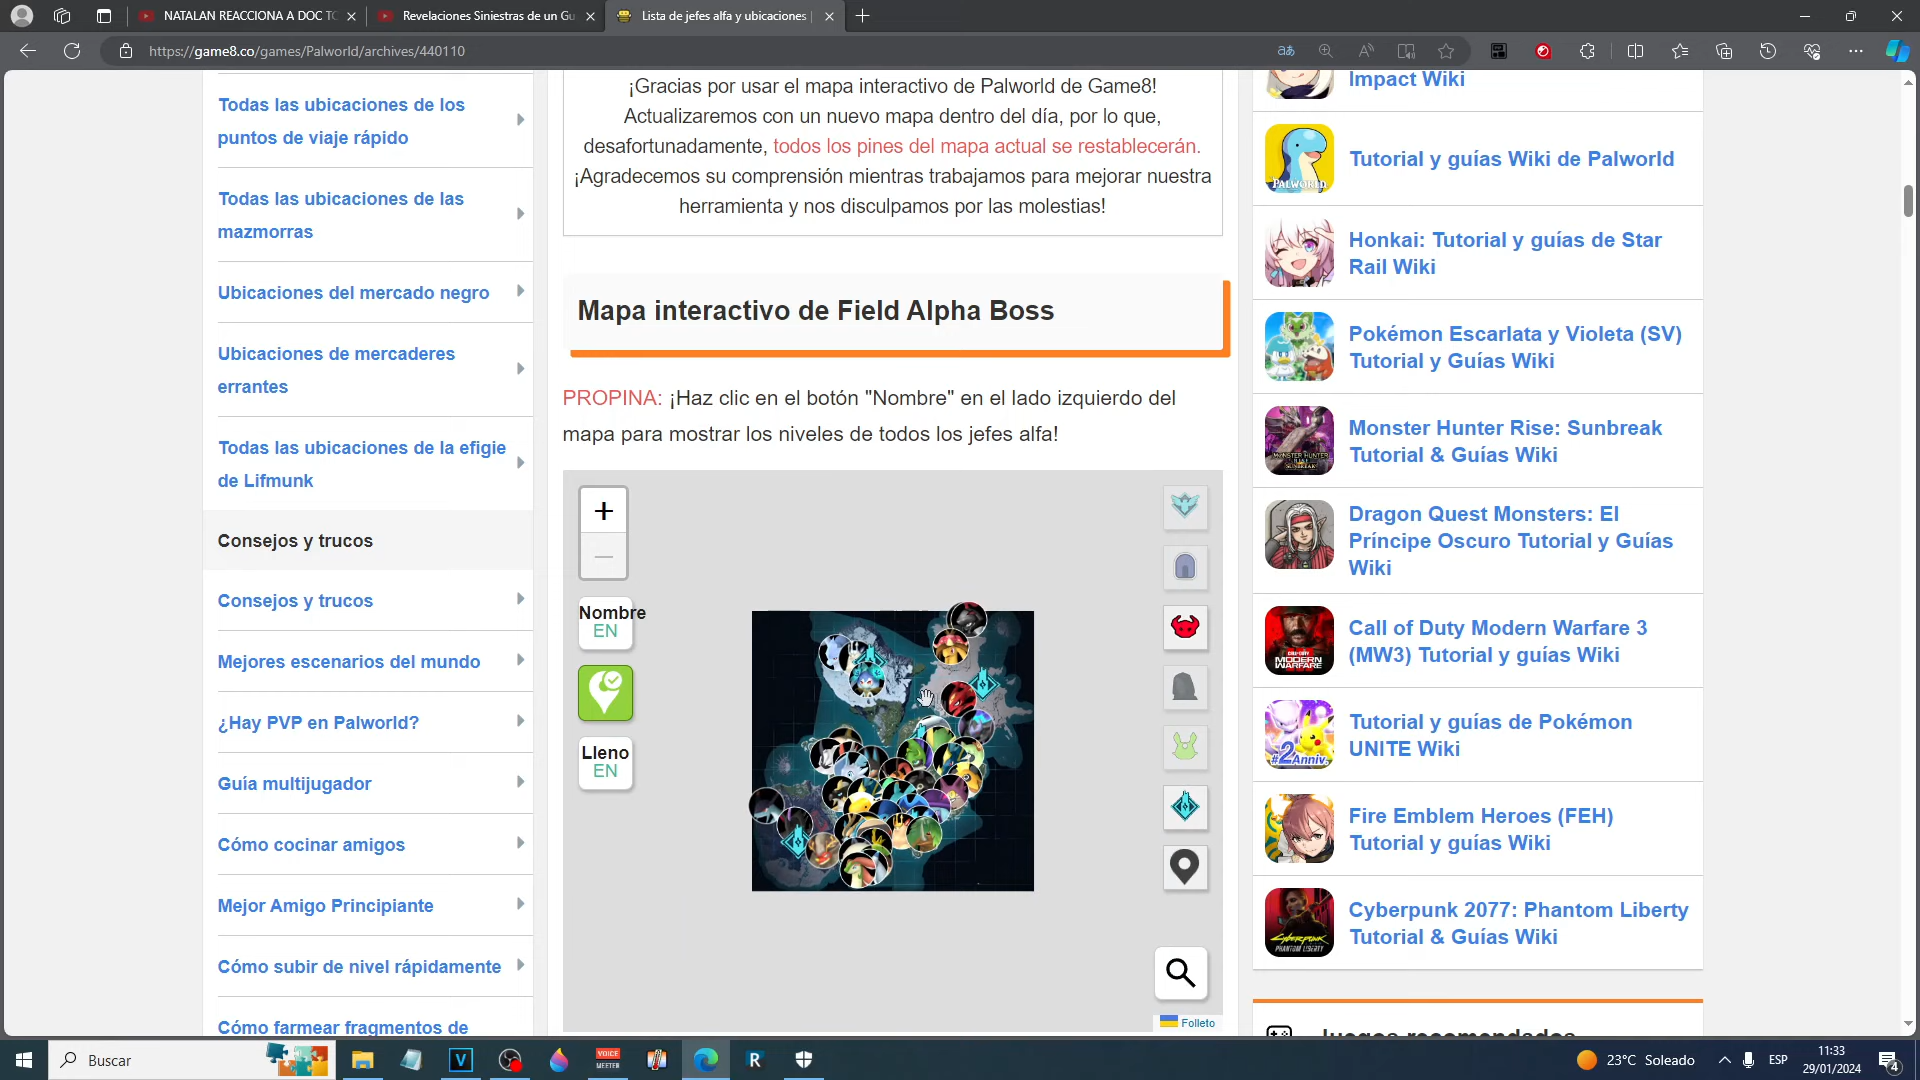 NATALAN REACCIONA A DOC TO
Revelaciones Siniestras de un Gu
Lista de jefes alfa y ubicaciones |
https://game8.co/games/Palworld/archives/440110
Todas las ubicaciones de los
puntos de viaje rápido
Todas las ubicaciones de las
mazmorras
Ubicaciones del mercado negro
Ubicaciones de mercaderes
errantes
Todas las ubicaciones de la efigie
de Lifmunk
Consejos y trucos
Consejos y trucos
Mejores escenarios del mundo
¿Hay PVP en Palworld?
Guía multijugador
Cómo cocinar amigos
Mejor Amigo Principiante
Cómo subir de nivel rápidamente
Cómo farmear fragmentos de
¡Gracias por usar el mapa interactivo de Palworld de Game8!
Actualizaremos con un nuevo mapa dentro del día, por lo que,
desafortunadamente, todos los pines del mapa actual se restablecerán.
¡Agradecemos su comprensión mientras trabajamos para mejorar nuestra
herramienta y nos disculpamos por las molestias!
Mapa interactivo de Field Alpha Boss
PROPINA: ¡Haz clic en el botón "Nombre" en el lado izquierdo del
mapa para mostrar los niveles de todos los jefes alfa!
+
−
Nombre
EN
Lleno
EN
Folleto
Impact Wiki
PALWORLD
Tutorial y guías Wiki de Palworld
Honkai: Tutorial y guías de Star
Rail Wiki
Pokémon Escarlata y Violeta (SV)
Tutorial y Guías Wiki
Monster Hunter Rise: Sunbreak
Tutorial & Guías Wiki
Dragon Quest Monsters: El
Príncipe Oscuro Tutorial y Guías
Wiki
MODERN
WARFARE
Call of Duty Modern Warfare 3
(MW3) Tutorial y guías Wiki
#2Anniv.
Tutorial y guías de Pokémon
UNITE Wiki
Fire Emblem Heroes (FEH)
Tutorial y guías Wiki
Cyberpunk 2077: Phantom Liberty
Tutorial & Guías Wiki
Juegos recomendados
Buscar
VOICE
MEETER
23°C Soleado
ESP
11:33
29/01/2024
4